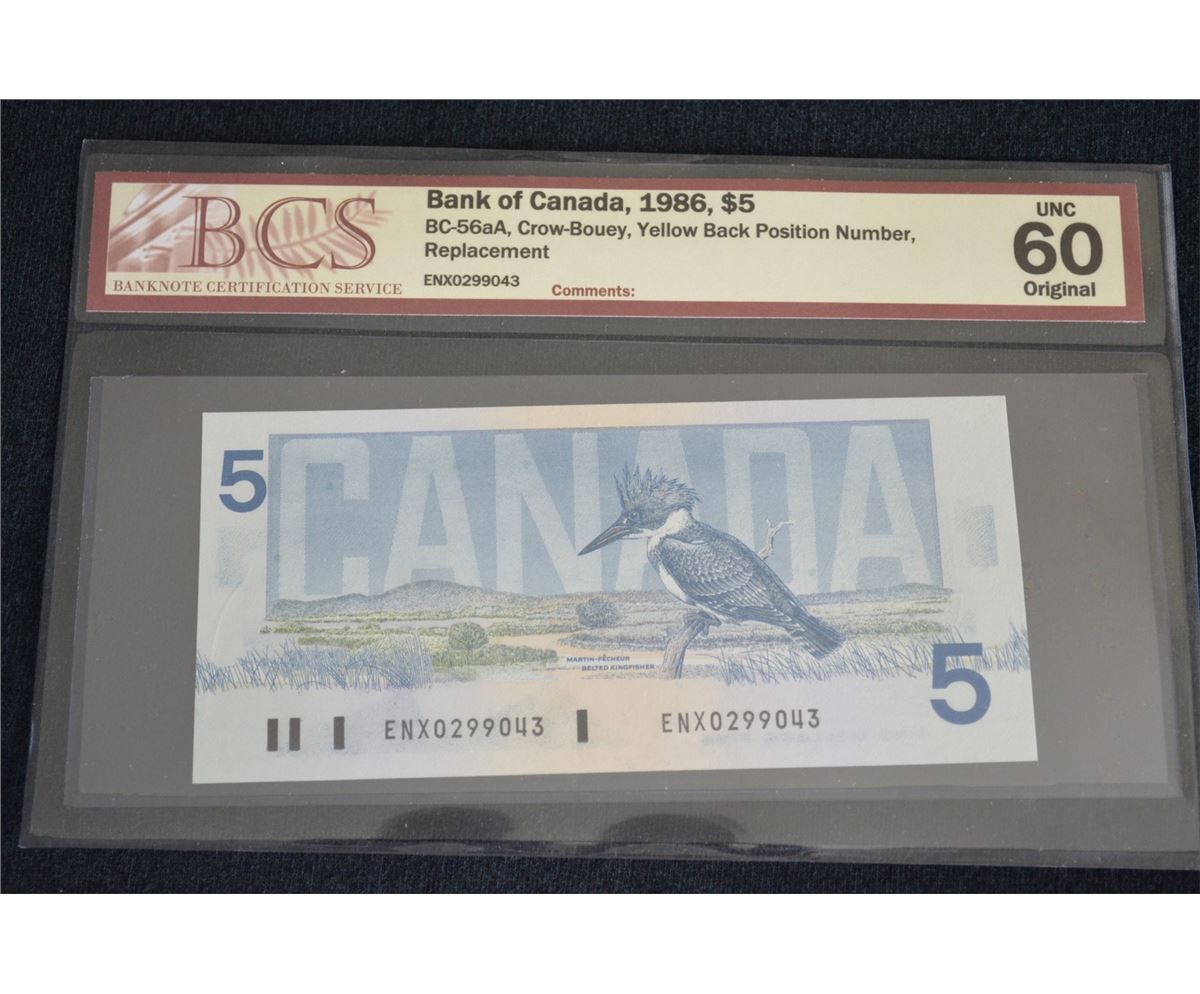 BCS
BANKNOTE CERTIFICATION SERVICE
Bank of Canada, 1986, $5
BC-56aA, Crow-Bouey, Yellow Back Position Number,
Replacement
ENX0299043
Comments:
UNC
60
Original
5
CANADA
MARTIN-PÊCHEUR
BELTED KINGFISHER
5
ENX0299043
ENX0299043